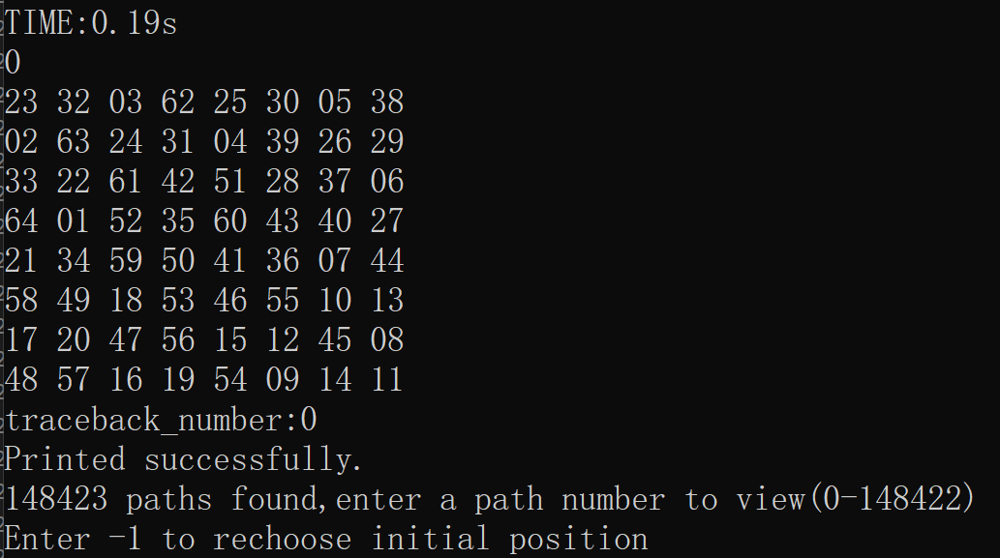 TIME:0.19s
0
23 32 03 62 25 30 05 38
02 63 24 31 04 39 26 29
33 22 61 42 51 28 37 06
64 01 52 35 60 43 40 27
21 34 59 50 41 36 07 44
58 49 18 53 46 55 10 13
17 20 47 56 15 12 45 08
48 57 16 19 54 09 14 11
traceback_number:0
Printed successfully.
148423 paths found,enter a path number to view(0-148422)
Enter -1 to rechoose initial position